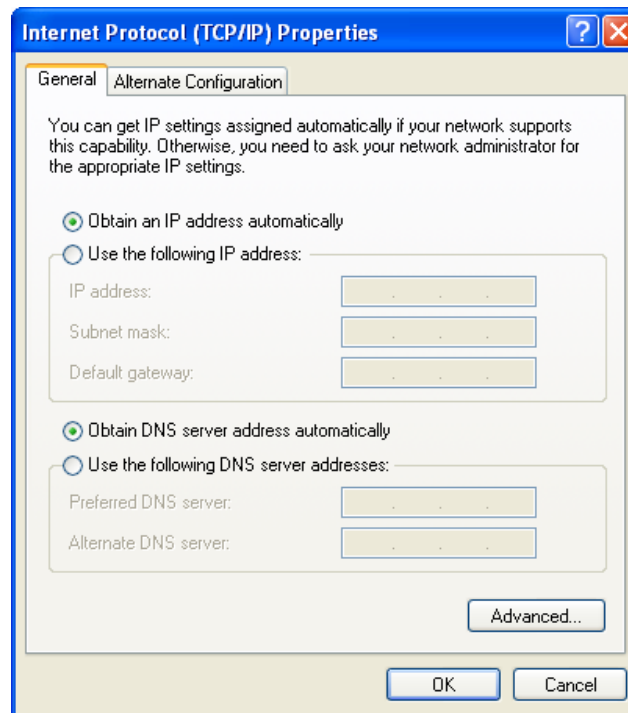 Internet Protocol (TCP/IP) Properties
General
Alternate Configuration
You can get IP settings assigned automatically if your network supports
this capability. Otherwise, you need to ask your network administrator for
the appropriate IP settings.
Obtain an IP address automatically
Use the following IP address:
IP address:
Subnet mask:
Default gateway:
Obtain DNS server address automatically
Use the following DNS server addresses:
Preferred DNS server:
Alternate DNS server:
Advanced...
OK
Cancel